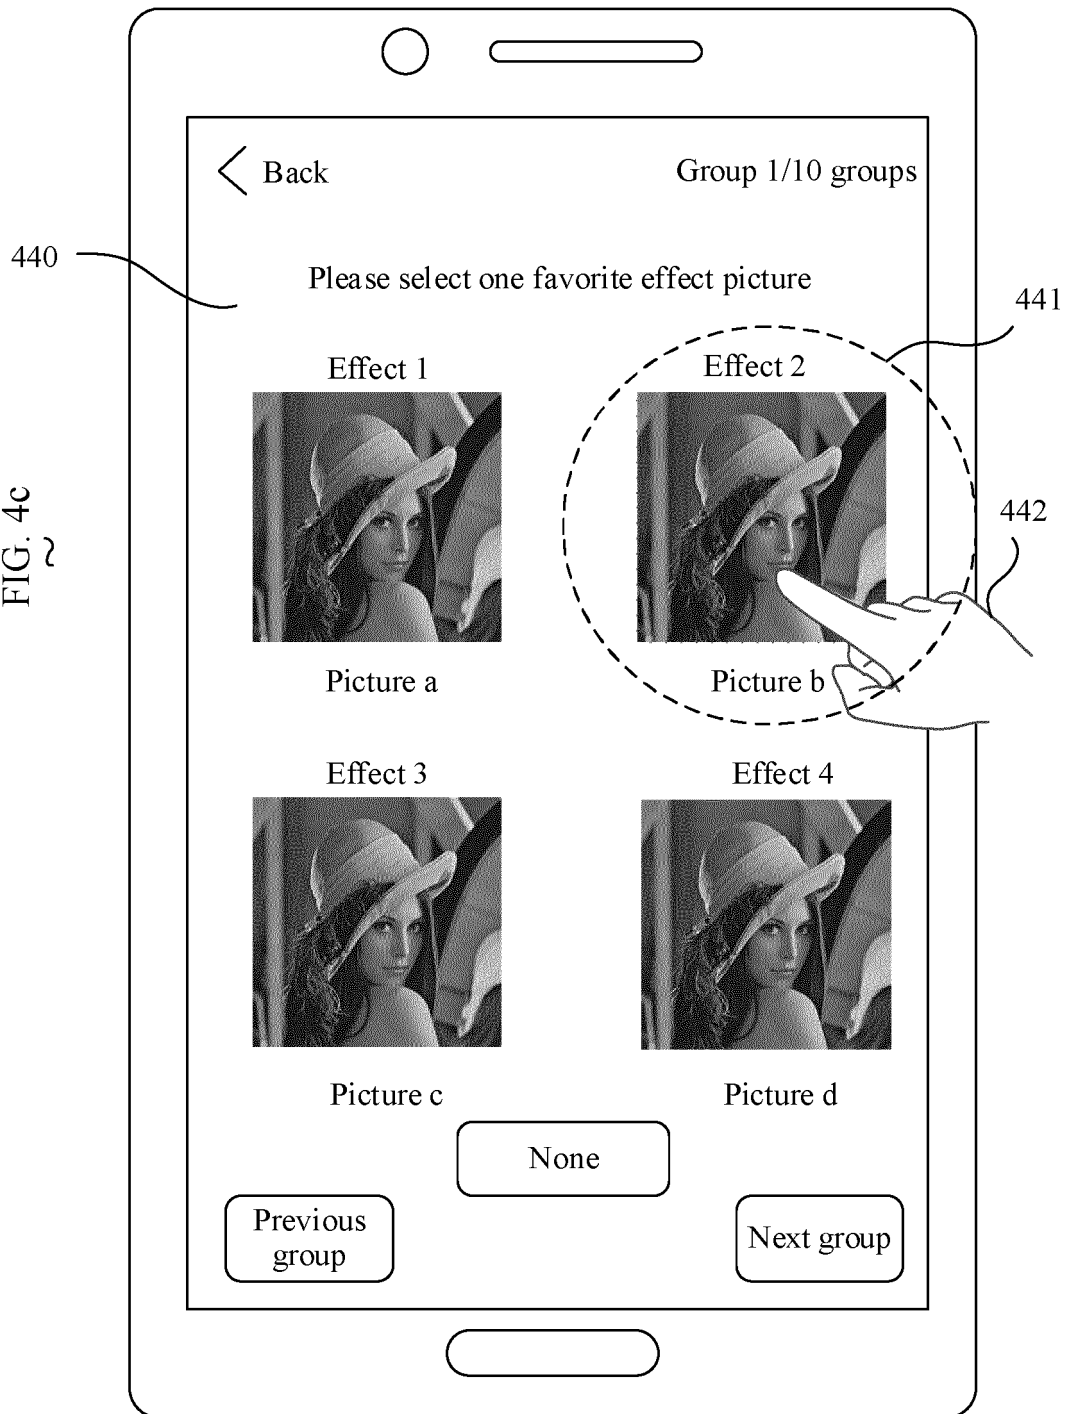 Back
Group 1/10 groups
440
Please select one favorite effect picture
441
Effect 1
Effect 2
442
FIG. 4c
Picture a
Picture b
Effect 3
Effect 4
Picture c
Picture d
None
Previous
group
Next group